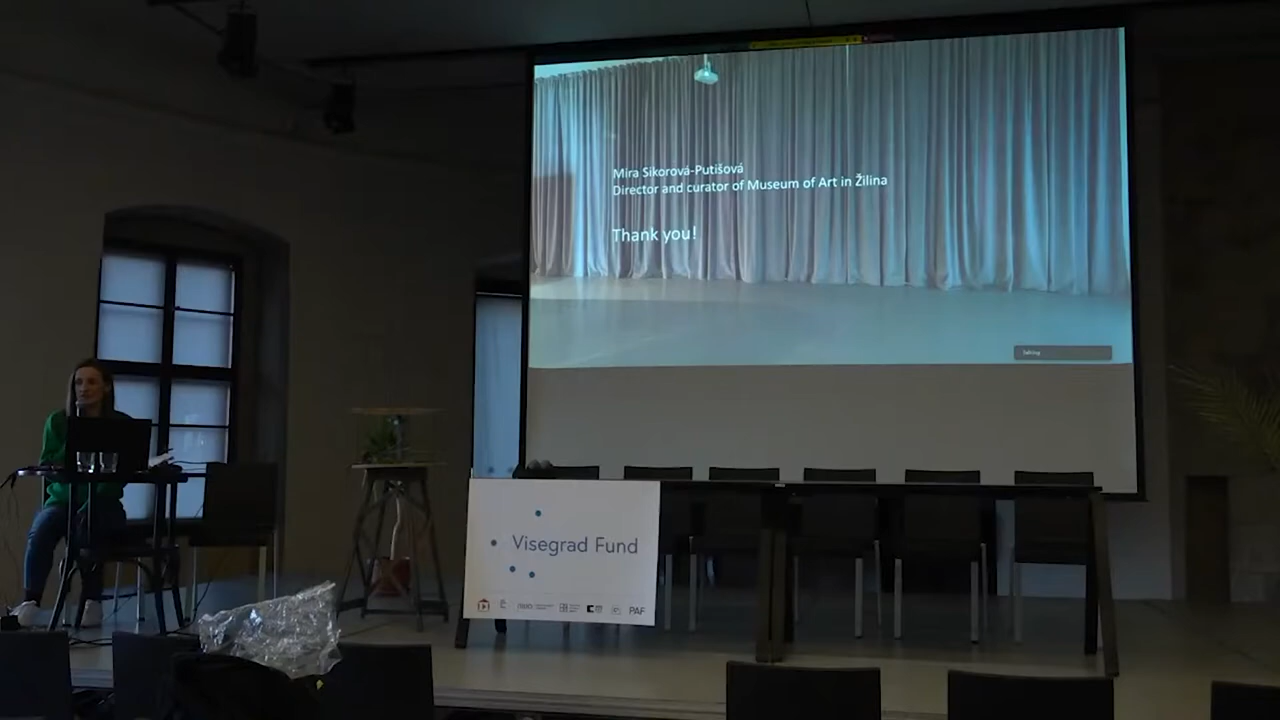 Mira Sikorová-Putišová
Director and curator of Museum of Art in Žilina
Thank you!
Visegrad Fund
PAF